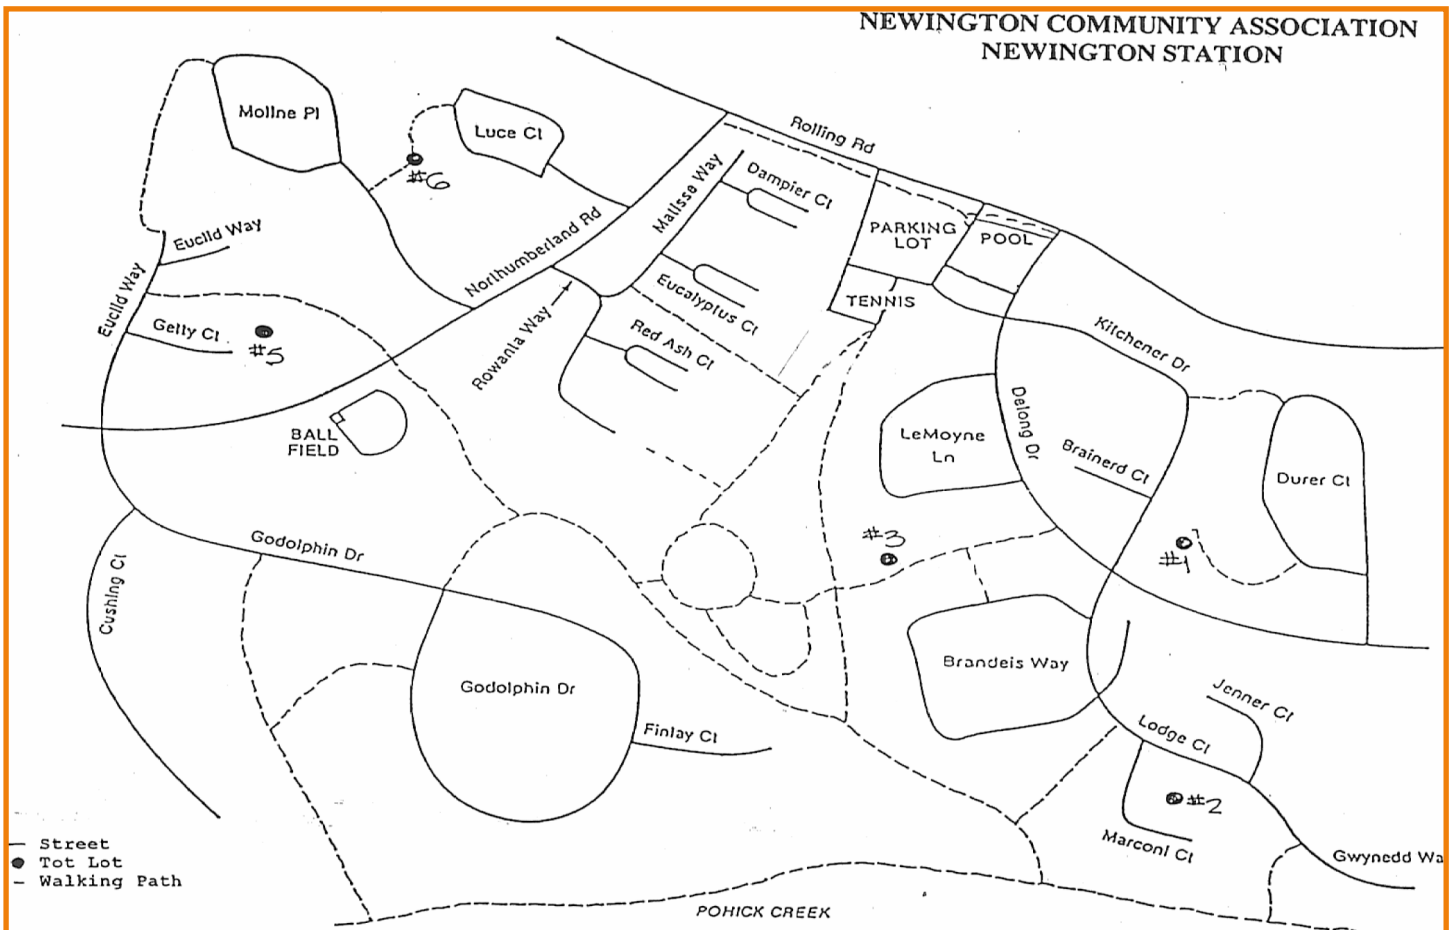 NEWINGTON COMMUNITY ASSOCIATION
NEWINGTON STATION
Rolling Rd
Moline Pl
Luce Ct
#6
Malisse Way
Dampier Ct
PARKING
LOT
POOL
Euclid Way
Northumberland Rd
Euclid Way
Getty Ct
#5
Rowania Way
Eucalyptus Ct
Red Ash Ct
TENNIS
Kitchener Dr
BALL
FIELD
LeMoyne
Ln
Delong Dr
Brainerd Ct
Durer Ct
#3
#1
Godolphin Dr
Cushing Ct
Brandeis Way
Godolphin Dr
Finlay Ct
Jenner Ct
Lodge Ct
#2
Marconi Ct
Gwynedd Wa
Street
Tot Lot
Walking Path
POHICK CREEK